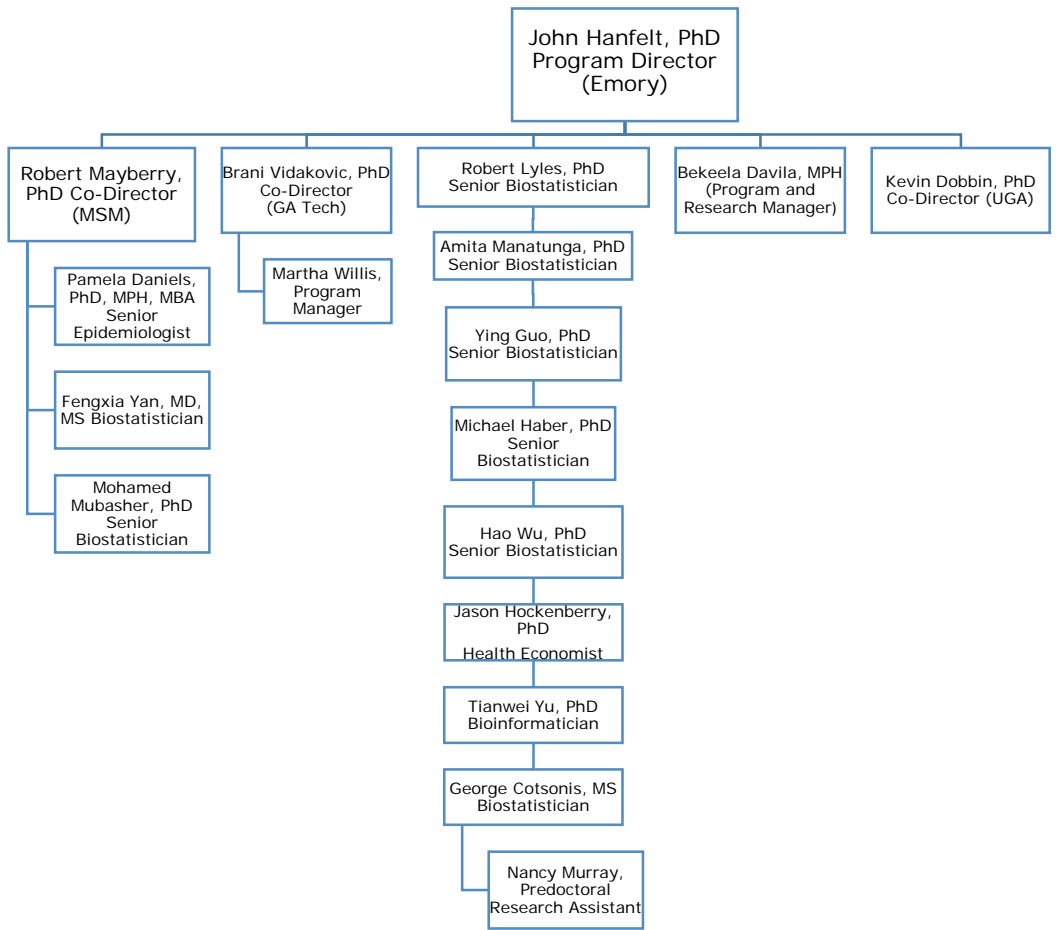 John Hanfelt, PhD
Program Director
(Emory)
Robert Mayberry,
PhD Co-Director
(MSM)
Brani Vidakovic, PhD
Co-Director
(GA Tech)
Robert Lyles, PhD
Senior Biostatistician
Bekeela Davila, MPH
(Program and
Research Manager)
Kevin Dobbin, PhD
Co-Director (UGA)
Pamela Daniels,
PhD, MPH, MBA
Senior
Epidemiologist
Fengxia Yan, MD,
MS Biostatistician
Mohamed
Mubasher, PhD
Senior
Biostatistician
Martha Willis,
Program
Manager
Amita Manatunga, PhD
Senior Biostatistician
Ying Guo, PhD
Senior Biostatistician
Michael Haber, PhD
Senior
Biostatistician
Hao Wu, PhD
Senior Biostatistician
Jason Hockenberry,
PhD
Health Economist
Tianwei Yu, PhD
Bioinformatician
George Cotsonis, MS
Biostatistician
Nancy Murray,
Predoctoral
Research Assistant